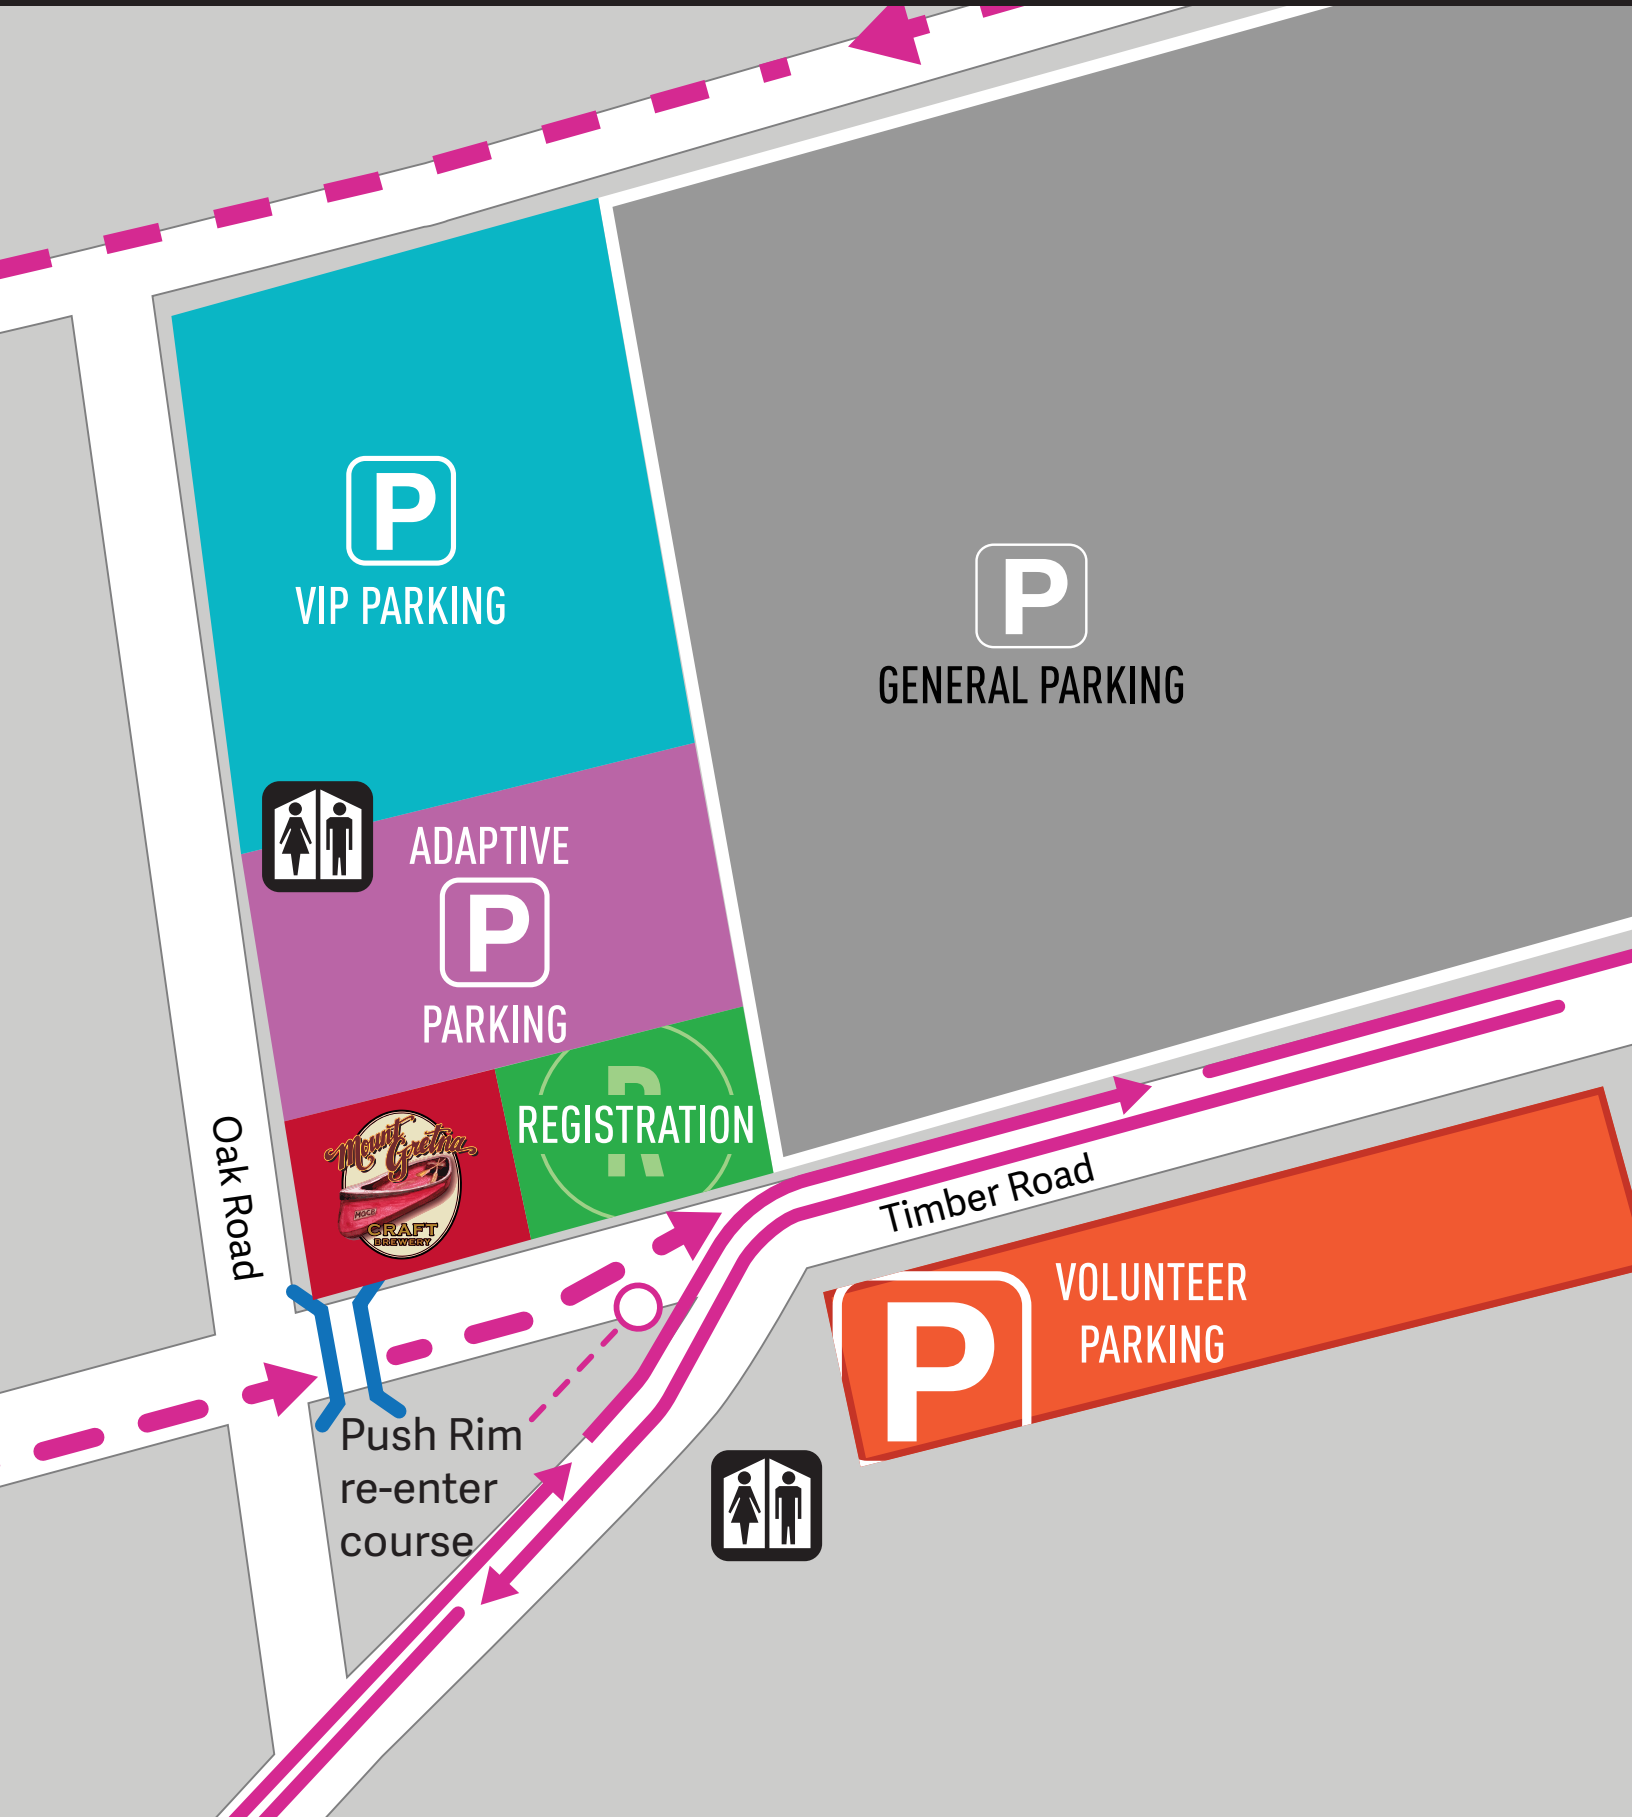 P
VIP PARKING
P
GENERAL PARKING
ADAPTIVE
P
PARKING
R
REGISTRATION
Mount Gretna
MGCB
CRAFT
BREWERY
Oak Road
Timber Road
P
VOLUNTEER
PARKING
Push Rim
re-enter
course